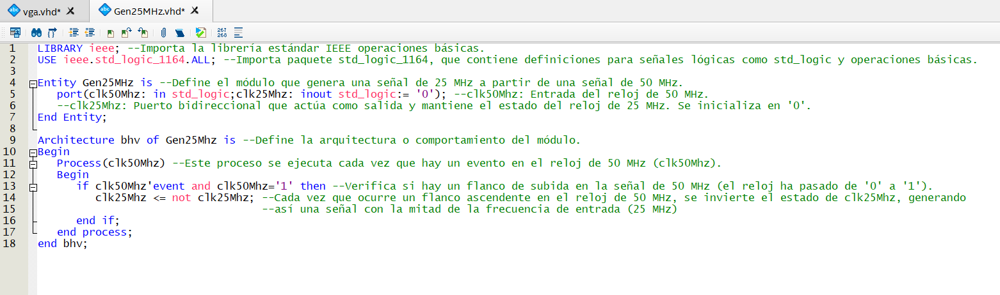 vga.vhd* Gen25MHz.vhd*
267
268
1 LIBRARY ieee; --Importa la librería estándar IEEE operaciones básicas.
2 USE ieee.std_logic_1164.ALL; --Importa paquete std_logic_1164, que contiene definiciones para señales lógicas como std_logic y operaciones básicas.
3
4 Entity Gen25MHz is --Define el módulo que genera una señal de 25 MHz a partir de una señal de 50 MHz.
5 port(clk50Mhz: in std_logic;clk25Mhz: inout std_logic:= '0'); --clk50Mhz: Entrada del reloj de 50 MHz.
6 --clk25Mhz: Puerto bidireccional que actúa como salida y mantiene el estado del reloj de 25 MHz. Se inicializa en '0'.
7 End Entity;
8
9 Architecture bhv of Gen25Mhz is --Define la arquitectura o comportamiento del módulo.
10 Begin
11 Process(clk50Mhz) --Este proceso se ejecuta cada vez que hay un evento en el reloj de 50 MHz (clk50Mhz).
12 Begin
13 if clk50Mhz'event and clk50Mhz='1' then --Verifica si hay un flanco de subida en la señal de 50 MHz (el reloj ha pasado de '0' a '1').
14 clk25Mhz <= not clk25Mhz; --Cada vez que ocurre un flanco ascendente en el reloj de 50 MHz, se invierte el estado de clk25Mhz, generando
15 --así una señal con la mitad de la frecuencia de entrada (25 MHz)
16 end if;
17 end process;
18 end bhv;